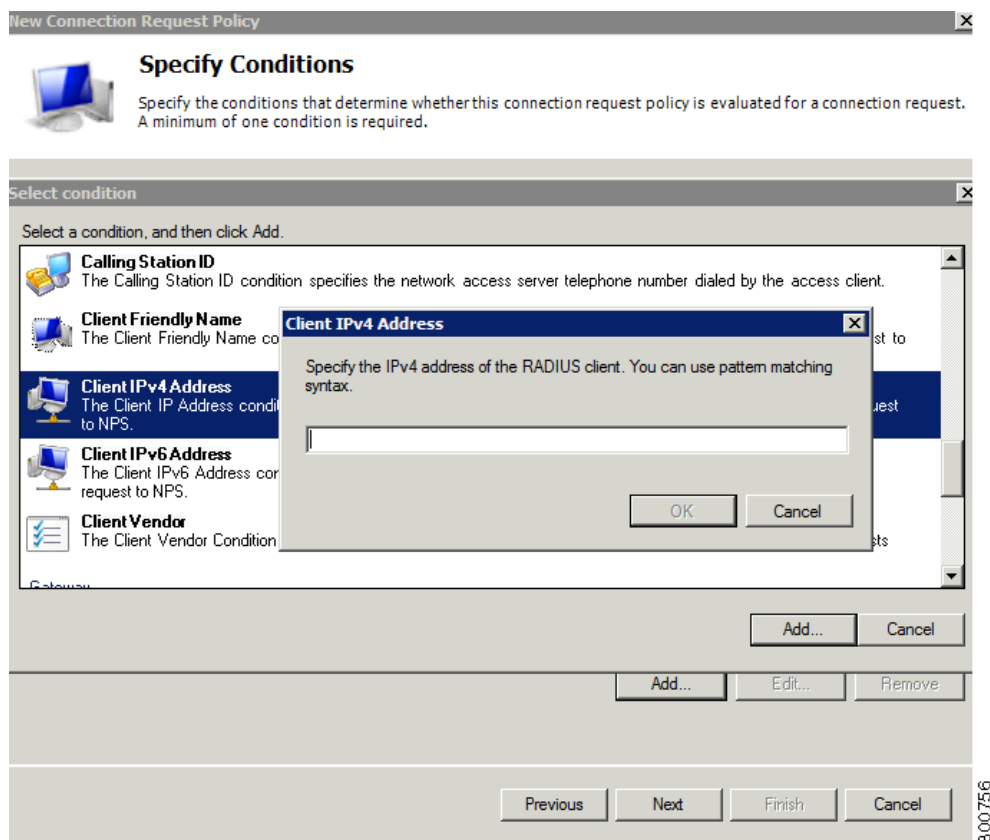 New Connection Request Policy
Specify Conditions
Specify the conditions that determine whether this connection request policy is evaluated for a connection request.
A minimum of one condition is required.
Select condition
Select a condition, and then click Add.
Calling Station ID
The Calling Station ID condition specifies the network access server telephone number dialed by the access client.
Client Friendly Name
The Client Friendly Name co
st to
Client IPv4 Address
The Client IP Address condi
uest
to NPS.
Client IPv6 Address
The Client IPv6 Address cor
request to NPS.
Client Vendor
The Client Vendor Condition
sts
Gateway
Client IPv4 Address
Specify the IPv4 address of the RADIUS client. You can use pattern matching
syntax.
OK Cancel
Add... Cancel
Add... Edit... Remove
Previous Next Finish Cancel